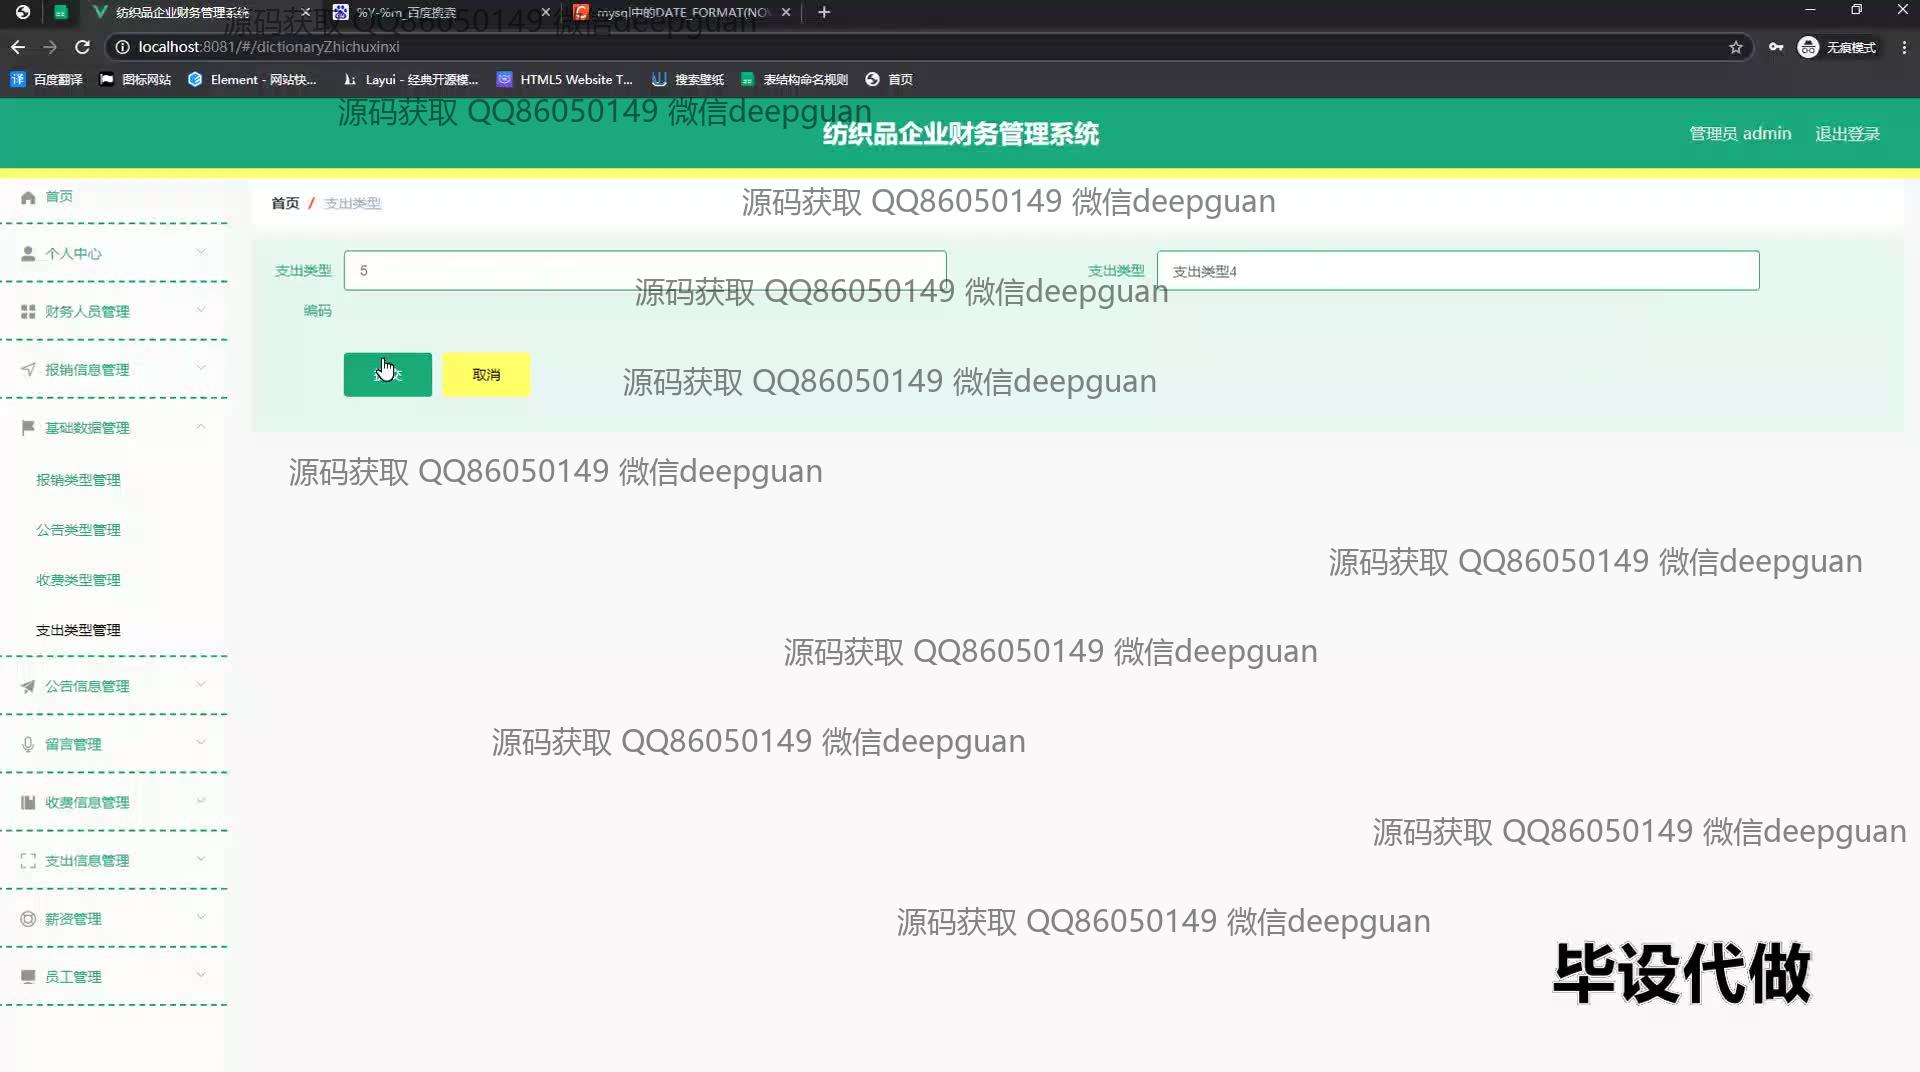 纺织品企业财务管理系统
%Y-%m_百度搜索
mysql中的DATE_FORMAT(NO
源码获取 QQ86050149 微信deepguan
localhost:8081/#/dictionaryZhichuxinxi
无痕模式
百度翻译
图标网站
Element - 网站快...
Layui - 经典开源模...
HTML5 Website T...
搜索壁纸
表结构命名规则
首页
源码获取 QQ86050149 微信deepguan
纺织品企业财务管理系统
管理员 admin
退出登录
首页
首页 / 支出类型
源码获取 QQ86050149 微信deepguan
个人中心
支出类型
编码
5
支出类型
支出类型4
源码获取 QQ86050149 微信deepguan
财务人员管理
报销信息管理
取消
源码获取 QQ86050149 微信deepguan
基础数据管理
源码获取 QQ86050149 微信deepguan
报销类型管理
公告类型管理
源码获取 QQ86050149 微信deepguan
收费类型管理
支出类型管理
源码获取 QQ86050149 微信deepguan
公告信息管理
留言管理
源码获取 QQ86050149 微信deepguan
收费信息管理
源码获取 QQ86050149 微信deepguan
支出信息管理
薪资管理
源码获取 QQ86050149 微信deepguan
员工管理
毕设代做